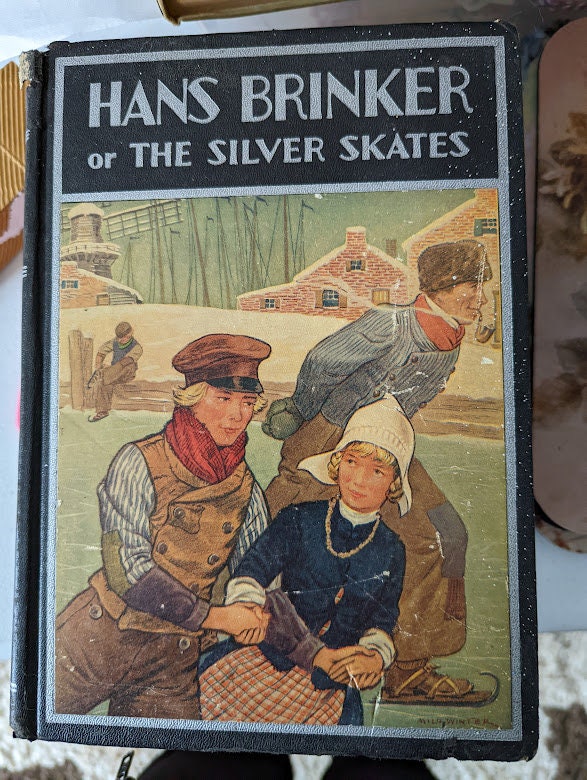 HANS BRINKER
or THE SILVER SKATES
MILO WINTER